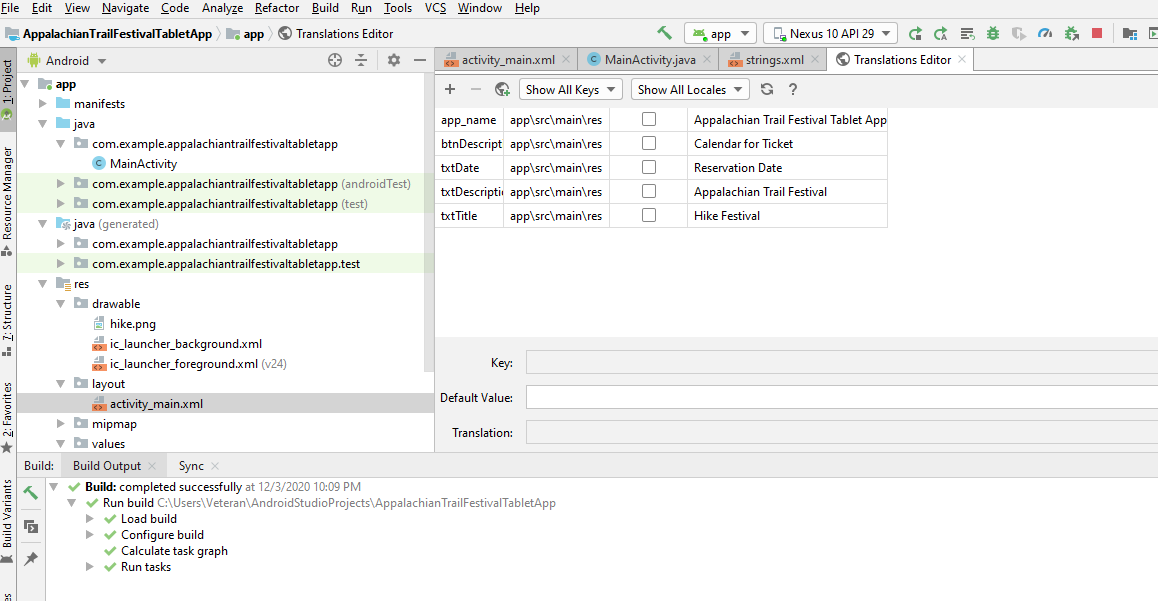 File Edit View Navigate Code Analyze Refactor Build Run Tools VCS Window Help
AppalachianTrailFestivalTabletApp app Translations Editor app Nexus 10 API 29
Android activity_main.xml MainActivity.java strings.xml Translations Editor
1: Project
Resource Manager
7: Structure
2: Favorites
Build Variants
app
manifests
java
com.example.appalachiantrailfestivaltabletapp
MainActivity
com.example.appalachiantrailfestivaltabletapp (androidTest)
com.example.appalachiantrailfestivaltabletapp (test)
java (generated)
com.example.appalachiantrailfestivaltabletapp
com.example.appalachiantrailfestivaltabletapp.test
res
drawable
hike.png
ic_launcher_background.xml
ic_launcher_foreground.xml (v24)
layout
activity_main.xml
mipmap
values
Show All Keys Show All Locales ?
app_name app\src\main\res Appalachian Trail Festival Tablet App
btnDescript app\src\main\res Calendar for Ticket
txtDate app\src\main\res Reservation Date
txtDescriptio app\src\main\res Appalachian Trail Festival
txtTitle app\src\main\res Hike Festival
Key:
Default Value:
Translation:
Build: Build Output Sync
Build: completed successfully at 12/3/2020 10:09 PM
Run build C:\Users\Veteran\AndroidStudioProjects\AppalachianTrailFestivalTabletApp
Load build
Configure build
Calculate task graph
Run tasks